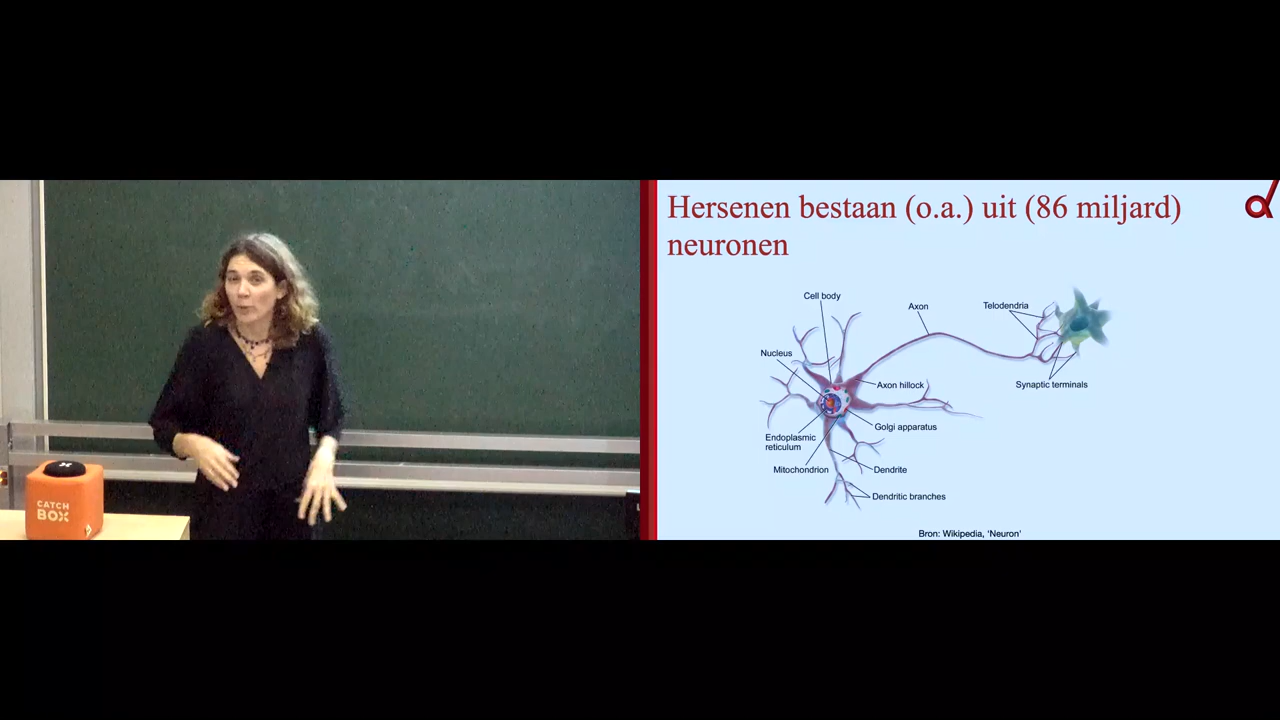 CATCH
BOX
Hersenen bestaan (o.a.) uit (86 miljard)
neuronen
Cell body
Axon
Telodendria
Nucleus
Synaptic terminals
Axon hillock
Golgi apparatus
Endoplasmic
reticulum
Mitochondrion
Dendrite
Dendritic branches
Bron: Wikipedia, 'Neuron'